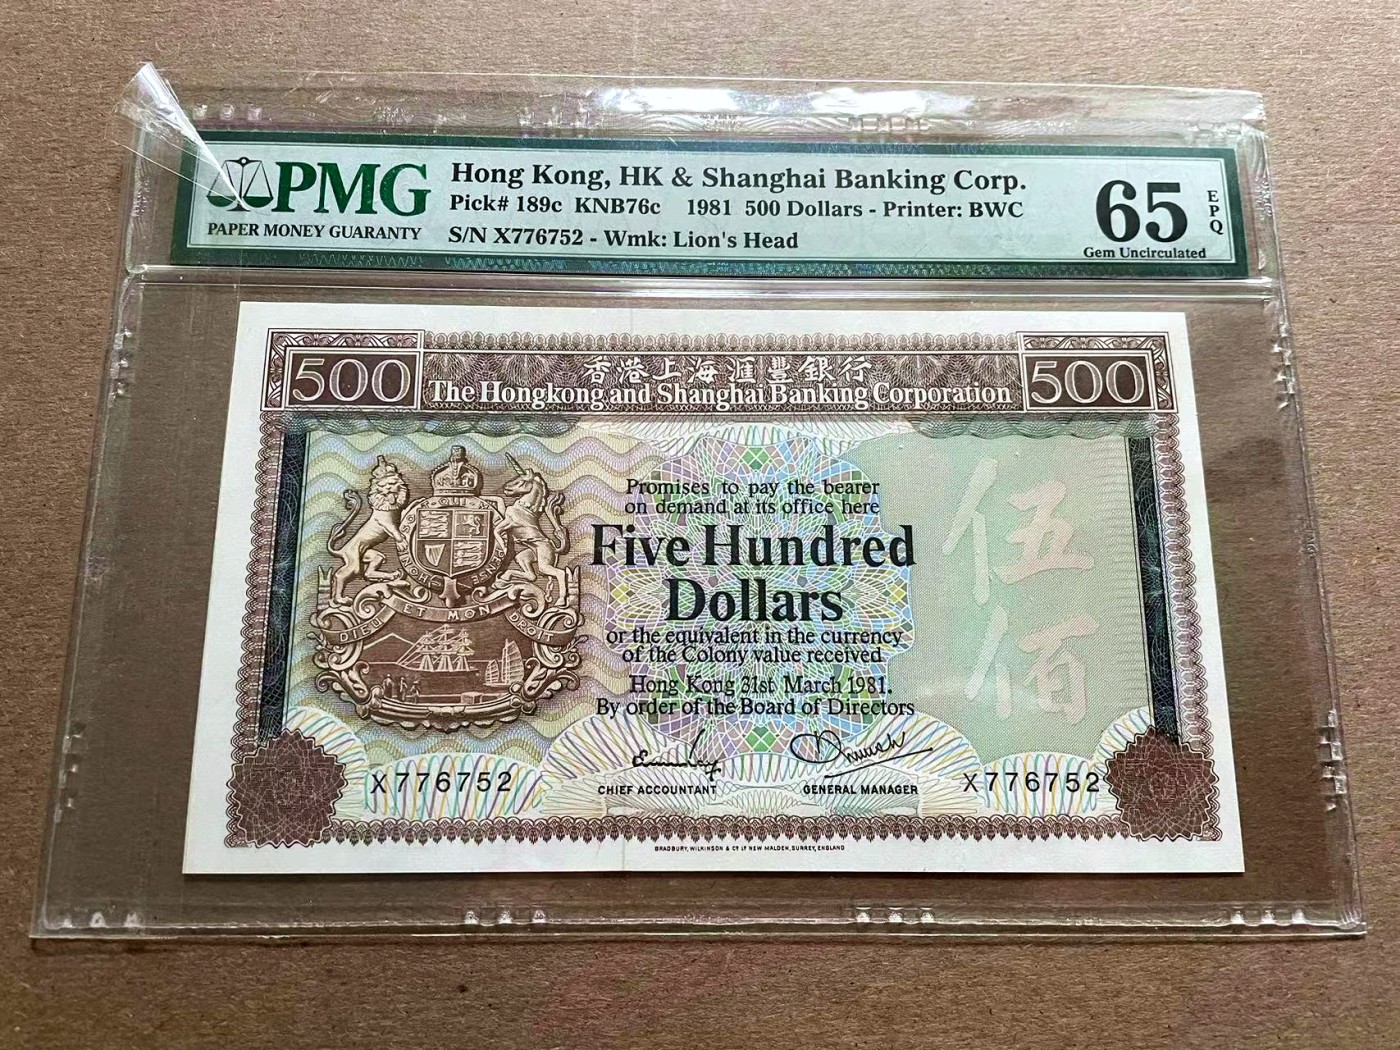 PMG
PAPER MONEY GUARANTY
Hong Kong, HK & Shanghai Banking Corp.
Pick# 189c KNB76c 1981 500 Dollars - Printer: BWC
S/N X776752 - Wmk: Lion's Head
65
EPQ
Gem Uncirculated
500
香港上海滙豐銀行
The Hongkong and Shanghai Banking Corporation
500
Promises to pay the bearer
on demand at its office here
Five Hundred
Dollars
or the equivalent in the currency
of the Colony value received
Hong Kong 31st March 1981.
By order of the Board of Directors
伍佰
DIEU ET MON DROIT
X776752
CHIEF ACCOUNTANT
GENERAL MANAGER
X776752
BRADBURY, WILKINSON & Co Ld NEW MALDEN, SURREY, ENGLAND